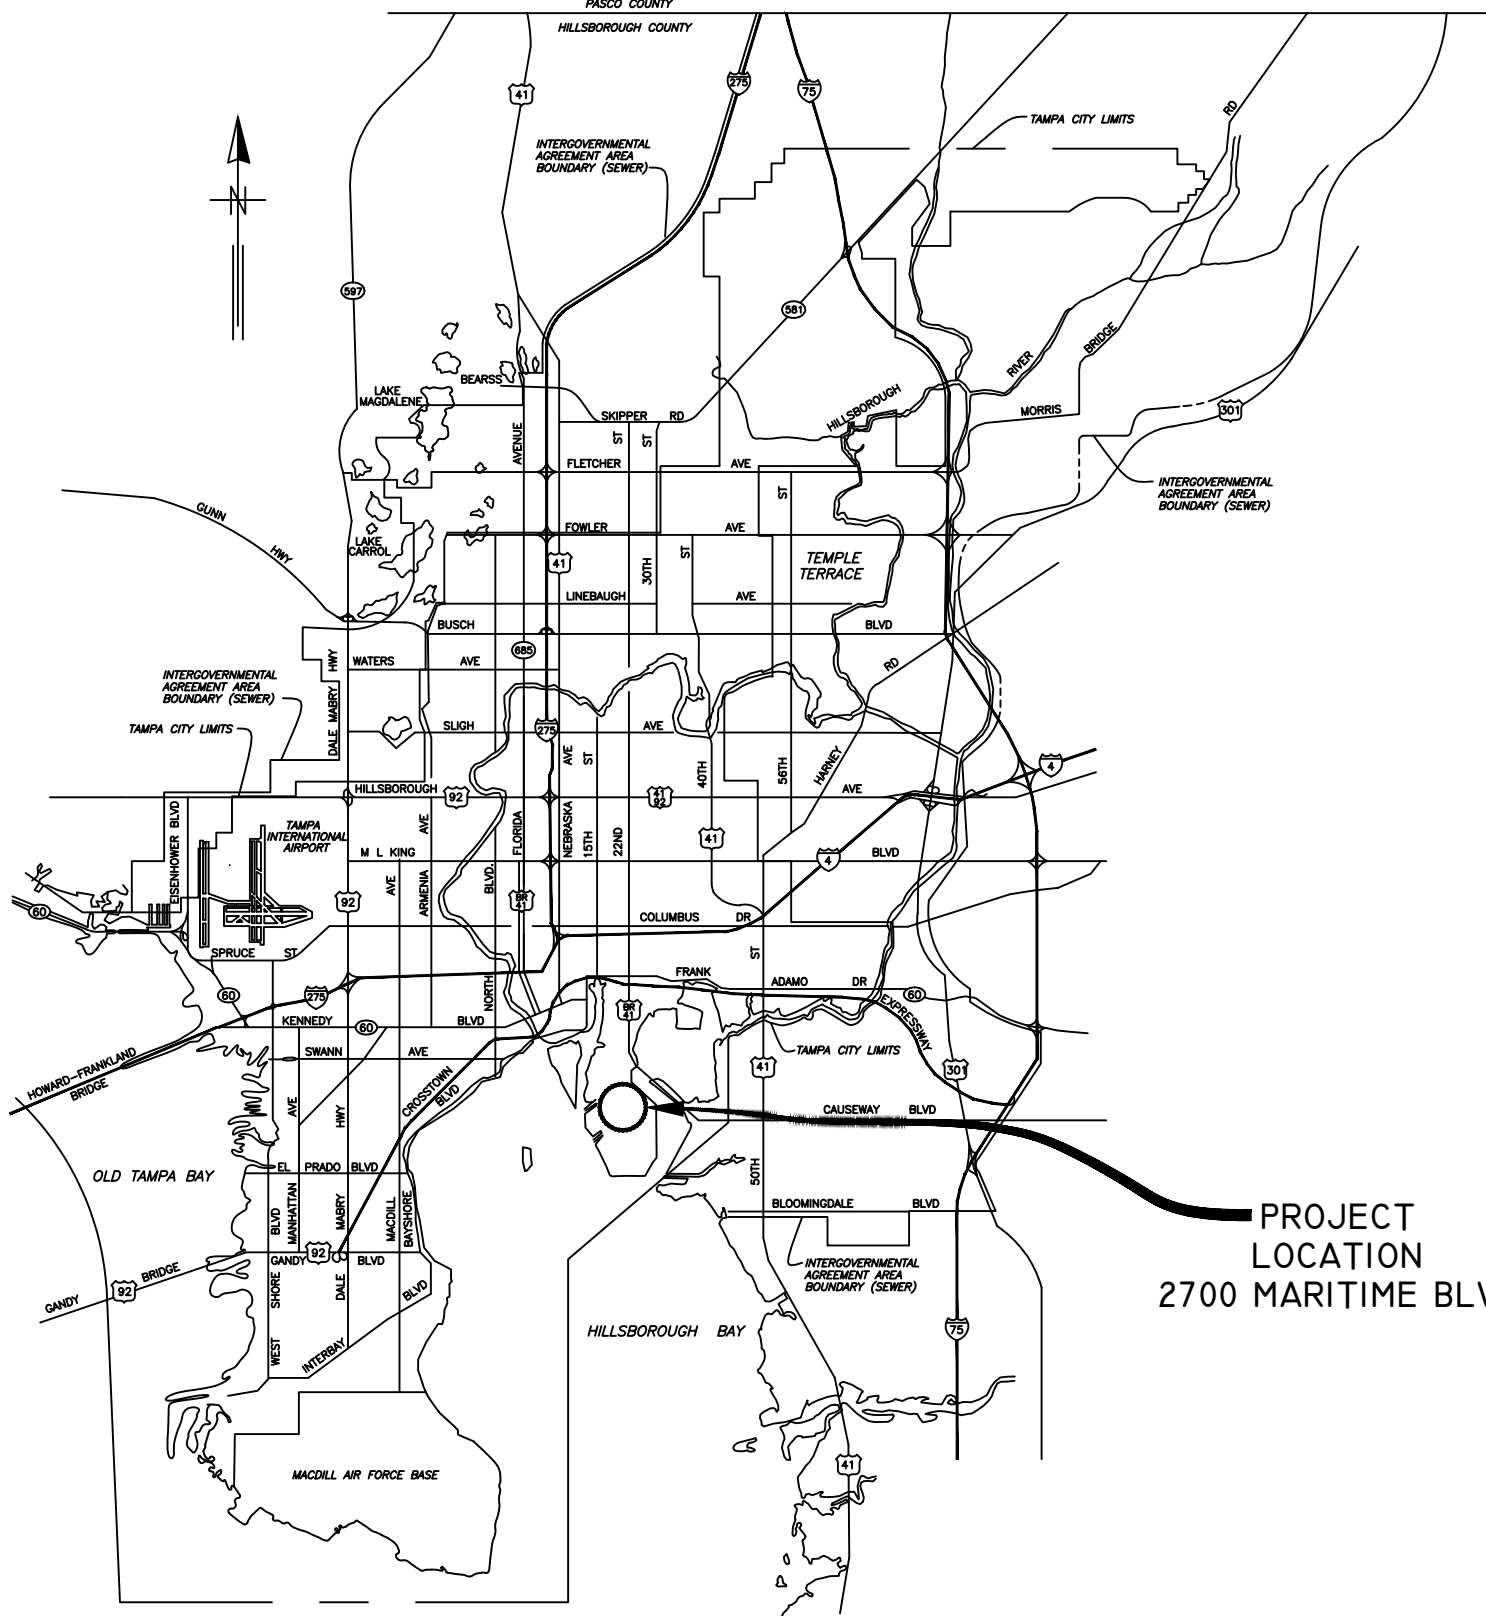 PASCO COUNTY
HILLSBOROUGH COUNTY
275
75
41
RD
TAMPA CITY LIMITS
INTERGOVERNMENTAL
AGREEMENT AREA
BOUNDARY (SEWER)
N
597
581
RIVER
BRIDGE
BEARSS
LAKE
MAGDALENE
HILLSBOROUGH
SKIPPER RD
MORRIS
301
AVENUE
ST
ST
FLETCHER AVE
INTERGOVERNMENTAL
AGREEMENT AREA
BOUNDARY (SEWER)
ST
GUNN
HWY
FOWLER AVE
LAKE
CARROL
ST
41
30TH
TEMPLE
TERRACE
LINEBAUGH AVE
BUSCH BLVD
685
WATERS AVE
HWY
RD
INTERGOVERNMENTAL
AGREEMENT AREA
BOUNDARY (SEWER)
DALE MABRY
TAMPA CITY LIMITS
SLIGH AVE
275
AVE
ST
40TH
56TH
HARNEY
4
HILLSBOROUGH
92
41
92
AVE
EISENHOWER BLVD
TAMPA
INTERNATIONAL
AIRPORT
AVE
FLORIDA
NEBRASKA
15TH
22ND
41
M L KING
4
BLVD
AVE
ARMENIA
BLVD.
92
BR
41
60
COLUMBUS DR
SPRUCE ST
ST
FRANK
ADAMO DR
60
275
NORTH
60
BR
41
EXPRESSWAY
KENNEDY
60
BLVD
SWANN AVE
TAMPA CITY LIMITS
41
301
HOWARD-FRANKLAND
BRIDGE
CROSSTOWN
BLVD
AVE
HWY
CAUSEWAY BLVD
OLD TAMPA BAY
EL PRADO BLVD
50TH
BLVD
MANHATTAN
MABRY
MACDILL
BAYSHORE
BLOOMINGDALE BLVD
PROJECT
LOCATION
2700 MARITIME BLV
GANDY
92
BLVD
BRIDGE
92
GANDY
SHORE
DALE
BLVD
INTERGOVERNMENTAL
AGREEMENT AREA
BOUNDARY (SEWER)
WEST
INTERBAY
HILLSBOROUGH BAY
75
MACDILL AIR FORCE BASE
41